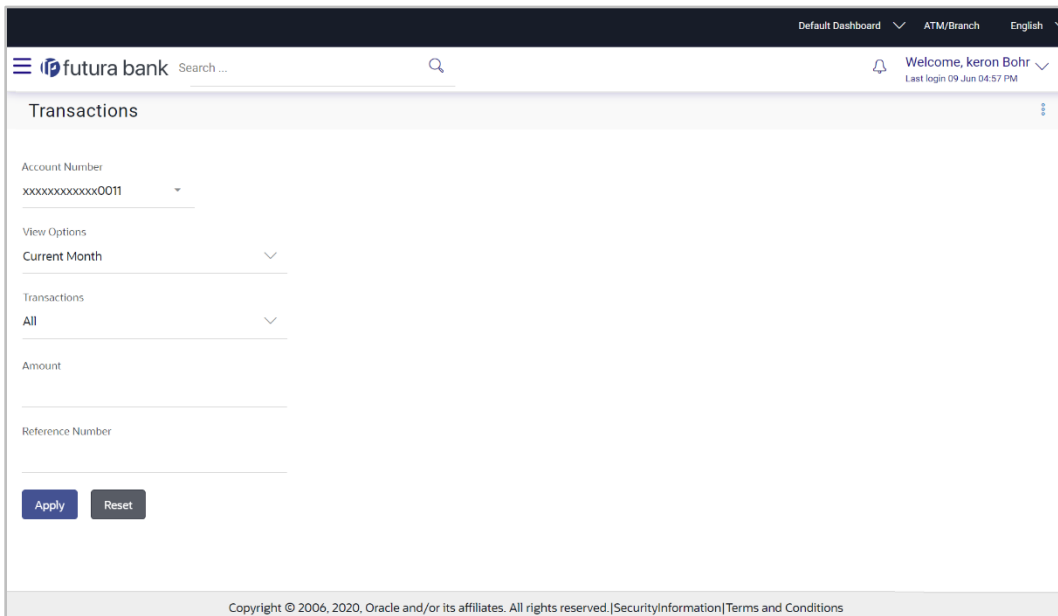 Default Dashboard ATM/Branch English
futura bank Search ... Welcome, keron Bohr
Last login 09 Jun 04:57 PM
Transactions
Account Number
xxxxxxxxxxxx0011
View Options
Current Month
Transactions
All
Amount
Reference Number
Apply Reset
Copyright © 2006, 2020, Oracle and/or its affiliates. All rights reserved.|SecurityInformation|Terms and Conditions